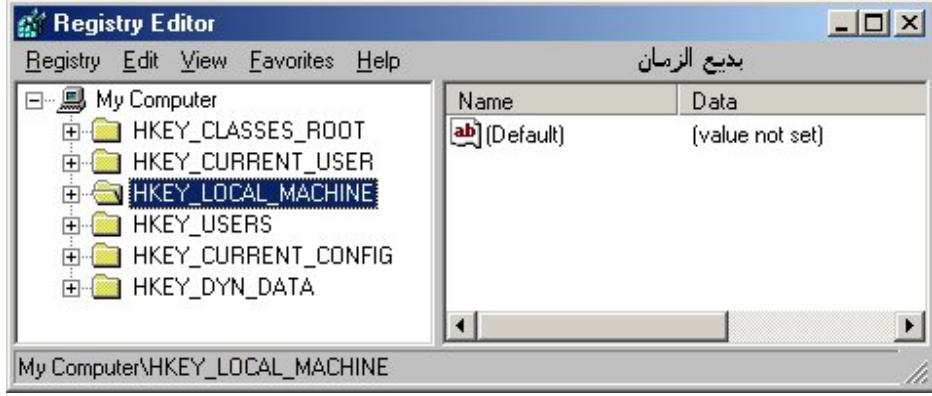 Registry Editor
Registry Edit View Favorites Help بديع الزمان
My Computer
HKEY_CLASSES_ROOT
HKEY_CURRENT_USER
HKEY_LOCAL_MACHINE
HKEY_USERS
HKEY_CURRENT_CONFIG
HKEY_DYN_DATA
Name Data
ab (Default) (value not set)
My Computer\HKEY_LOCAL_MACHINE